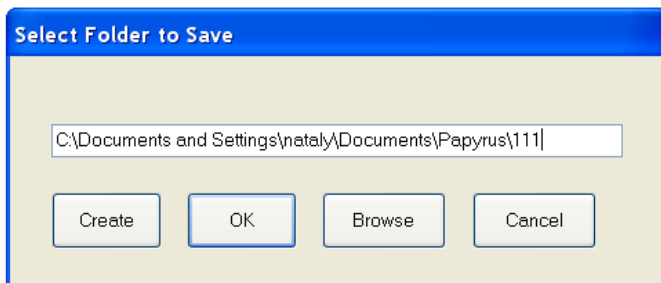 Select Folder to Save
C:\Documents and Settings\nataly\Documents\Papyrus\111
Create OK Browse Cancel